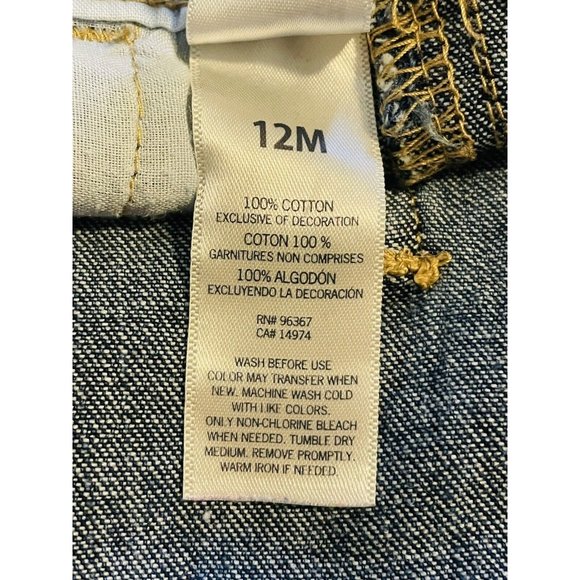 12M
100% COTTON
EXCLUSIVE OF DECORATION
COTON 100 %
GARNITURES NON COMPRISES
100% ALGODÓN
EXCLUYENDO LA DECORACIÓN
RN# 96367
CA# 14974
WASH BEFORE USE
COLOR MAY TRANSFER WHEN
NEW. MACHINE WASH COLD
WITH LIKE COLORS.
ONLY NON-CHLORINE BLEACH
WHEN NEEDED. TUMBLE DRY
MEDIUM. REMOVE PROMPTLY.
WARM IRON IF NEEDED.